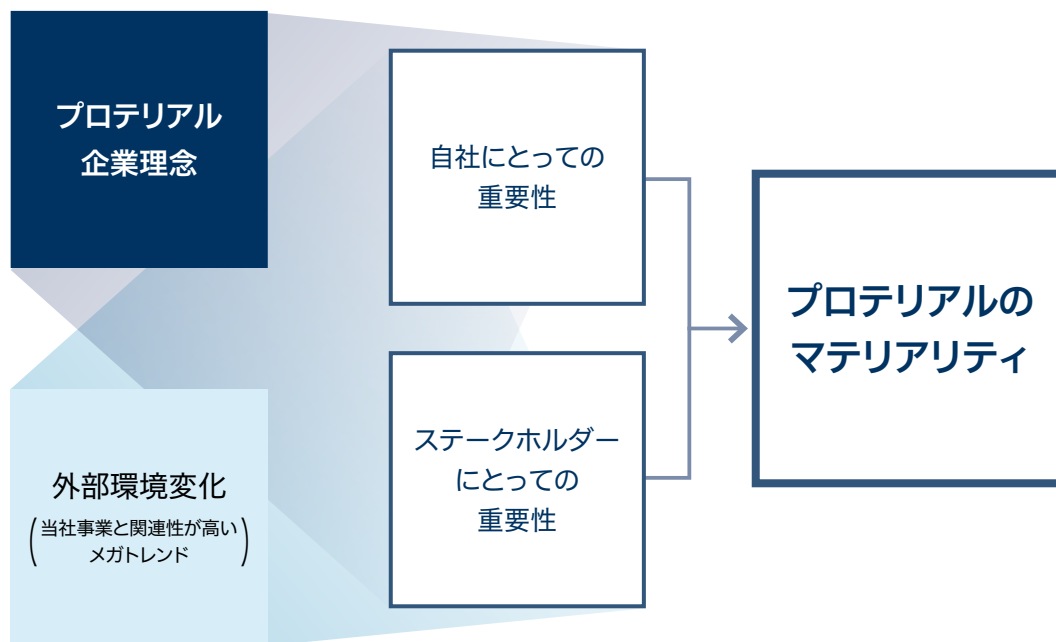 プロテリアル
企業理念
外部環境変化
(当社事業と関連性が高い
メガトレンド)
自社にとっての
重要性
ステークホルダー
にとっての
重要性
プロテリアルの
マテリアリティ